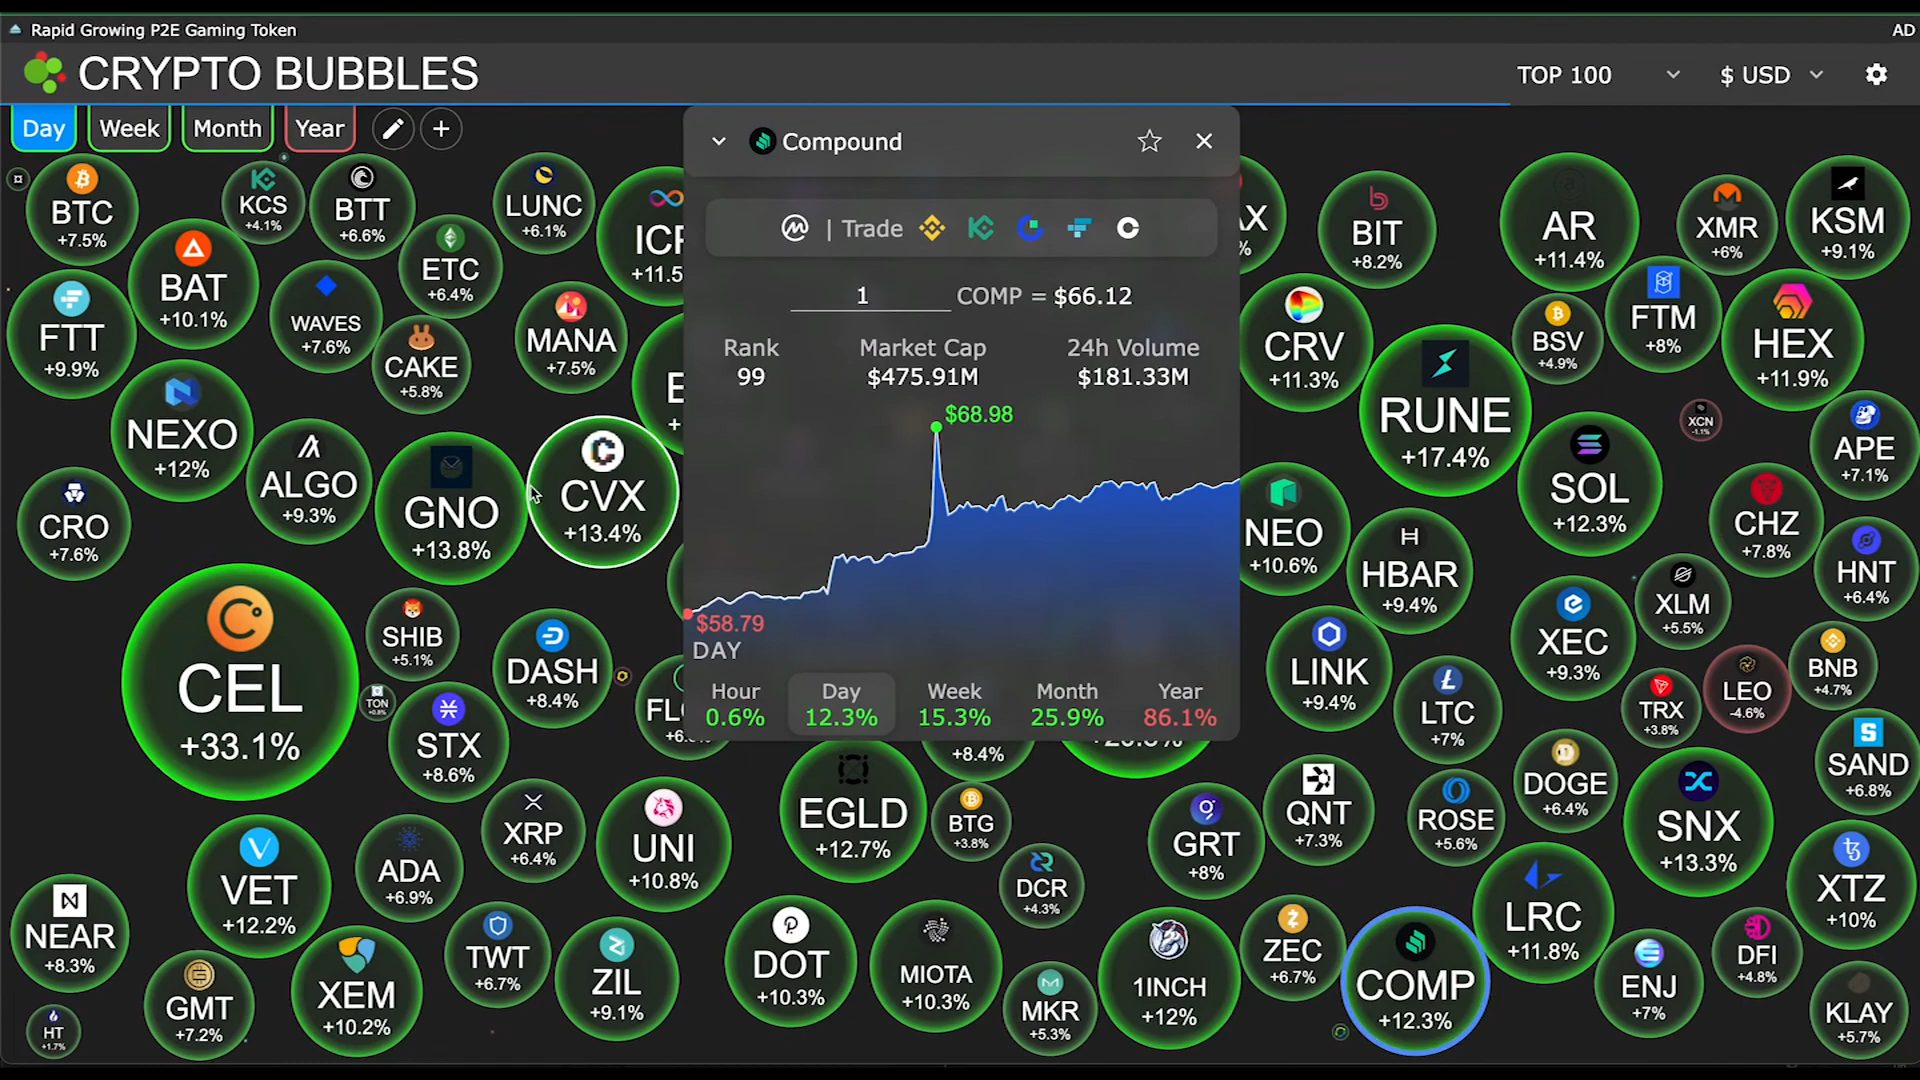 Rapid Growing P2E Gaming Token
AD
CRYPTO BUBBLES
TOP 100
$ USD
Day
Week
Month
Year
Compound
| Trade
1 COMP = $66.12
Rank
99
Market Cap
$475.91M
24h Volume
$181.33M
$68.98
$58.79
DAY
Hour
0.6%
Day
12.3%
Week
15.3%
Month
25.9%
Year
86.1%
BTC
+7.5%
KCS
+4.1%
BTT
+6.6%
LUNC
+6.1%
+11.5
BAT
+10.1%
ETC
+6.4%
FTT
+9.9%
WAVES
+7.6%
CAKE
+5.8%
MANA
+7.5%
NEXO
+12%
ALGO
+9.3%
GNO
+13.8%
CVX
+13.4%
CRO
+7.6%
CEL
+33.1%
SHIB
+5.1%
TON
+0.8%
DASH
+8.4%
STX
+8.6%
XRP
+6.4%
UNI
+10.8%
VET
+12.2%
ADA
+6.9%
NEAR
+8.3%
GMT
+7.2%
XEM
+10.2%
TWT
+6.7%
ZIL
+9.1%
HT
+1.7%
+8.4%
EGLD
+12.7%
BTG
+3.8%
DCR
+4.3%
DOT
+10.3%
MIOTA
+10.3%
MKR
+5.3%
1INCH
+12%
GRT
+8%
QNT
+7.3%
ZEC
+6.7%
COMP
+12.3%
BIT
+8.2%
AR
+11.4%
XMR
+6%
KSM
+9.1%
CRV
+11.3%
RUNE
+17.4%
BSV
+4.9%
FTM
+8%
HEX
+11.9%
XCN
-1.1%
APE
+7.1%
SOL
+12.3%
NEO
+10.6%
HBAR
+9.4%
CHZ
+7.8%
HNT
+6.4%
XLM
+5.5%
XEC
+9.3%
LINK
+9.4%
LTC
+7%
TRX
+3.8%
LEO
-4.6%
BNB
+4.7%
SAND
+6.8%
DOGE
+6.4%
ROSE
+5.6%
SNX
+13.3%
XTZ
+10%
LRC
+11.8%
ENJ
+7%
DFI
+4.8%
KLAY
+5.7%